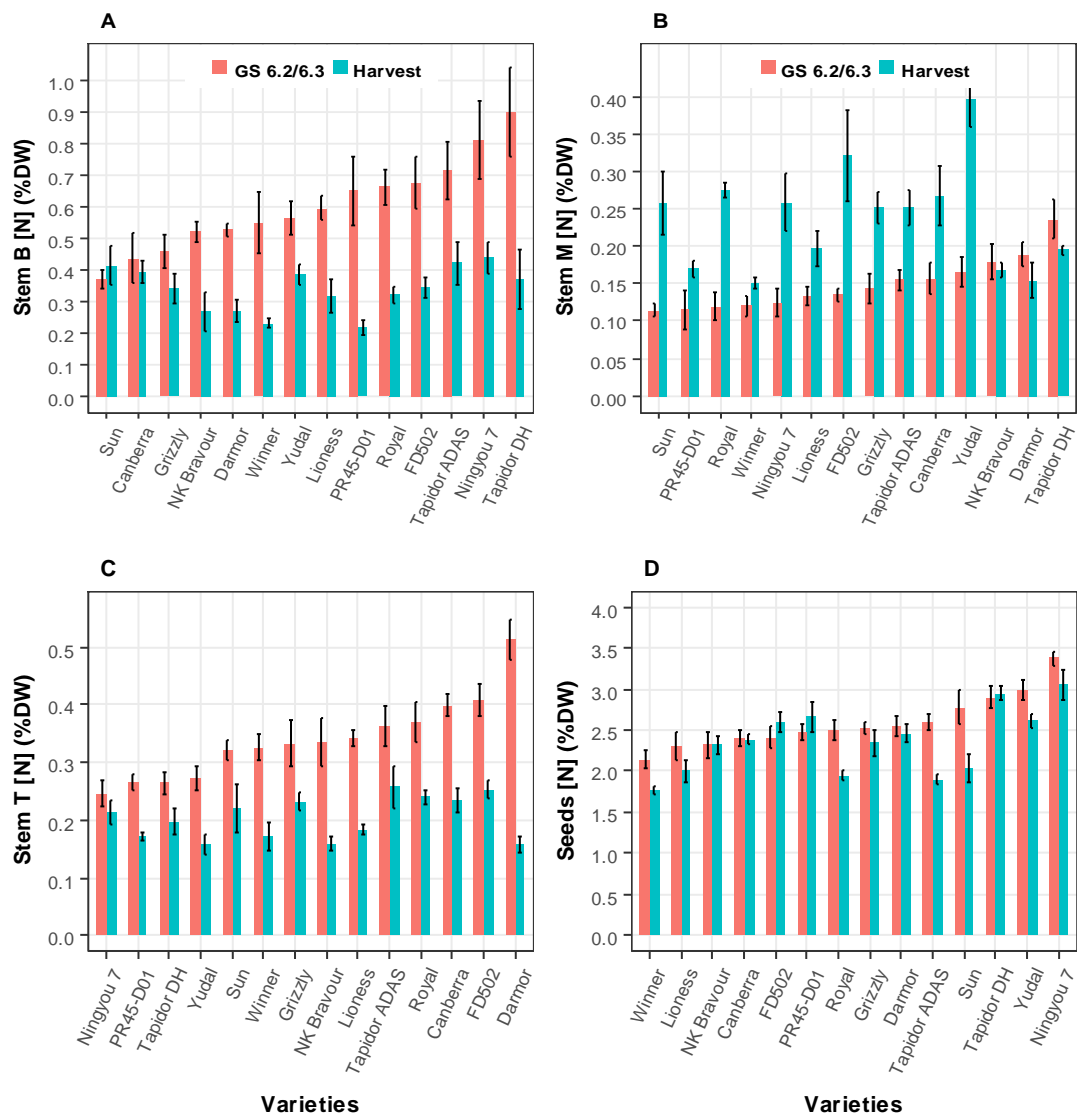 A
GS 6.2/6.3 Harvest
Stem B [N] (%DW)
1.0
0.9
0.8
0.7
0.6
0.5
0.4
0.3
0.2
0.1
0.0
Sun
Canberra
Grizzly
NK Bravour
Darmor
Winner
Yudal
Lioness
PR45-D01
Royal
FD502
Tapidor ADAS
Ningyou 7
Tapidor DH
B
GS 6.2/6.3 Harvest
Stem M [N] (%DW)
0.40
0.35
0.30
0.25
0.20
0.15
0.10
0.00
Sun
PR45-D01
Royal
Winner
Ningyou 7
Lioness
FD502
Grizzly
Tapidor ADAS
Canberra
Yudal
NK Bravour
Darmor
Tapidor DH
C
Stem T [N] (%DW)
0.5
0.4
0.3
0.2
0.1
0.0
Ningyou 7
PR45-D01
Tapidor DH
Yudal
Sun
Winner
Grizzly
NK Bravour
Lioness
Tapidor ADAS
Royal
Canberra
FD502
Darmor
Varieties
D
Seeds [N] (%DW)
4.0
3.5
3.0
2.5
2.0
1.5
1.0
0.5
0.0
Winner
Lioness
NK Bravour
Canberra
FD502
PR45-D01
Royal
Grizzly
Darmor
Tapidor ADAS
Sun
Tapidor DH
Yudal
Ningyou 7
Varieties